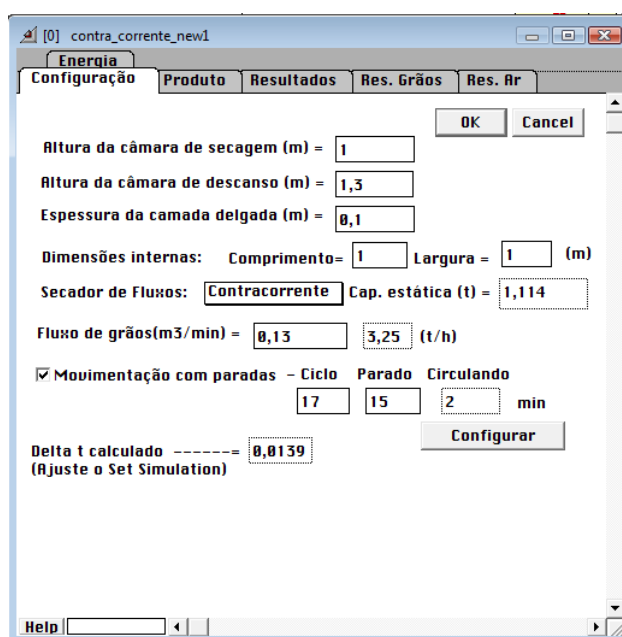 [0] contra_corrente_new1
Energia
Configuração Produto Resultados Res. Grãos Res. Ar
OK Cancel
Altura da câmara de secagem (m) = 1
Altura da câmara de descanso (m) = 1,3
Espessura da camada delgada (m) = 0,1
Dimensões internas: Comprimento= 1 Largura = 1 (m)
Secador de Fluxos: Contracorrente Cap. estática (t) = 1,114
Fluxo de grãos(m3/min) = 0,13 3,25 (t/h)
Movimentação com paradas - Ciclo Parado Circulando
17 15 2 min
Configurar
Delta t calculado ------= 0,0139
(Ajuste o Set Simulation)
Help